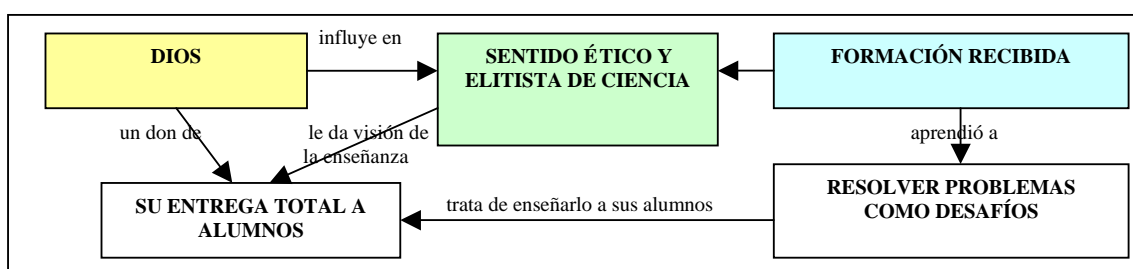 DIOS
influye en
SENTIDO ÉTICO Y
ELITISTA DE CIENCIA
FORMACIÓN RECIBIDA
un don de
le da visión de
la enseñanza
aprendió a
SU ENTREGA TOTAL A
ALUMNOS
trata de enseñarlo a sus alumnos
RESOLVER PROBLEMAS
COMO DESAFÍOS